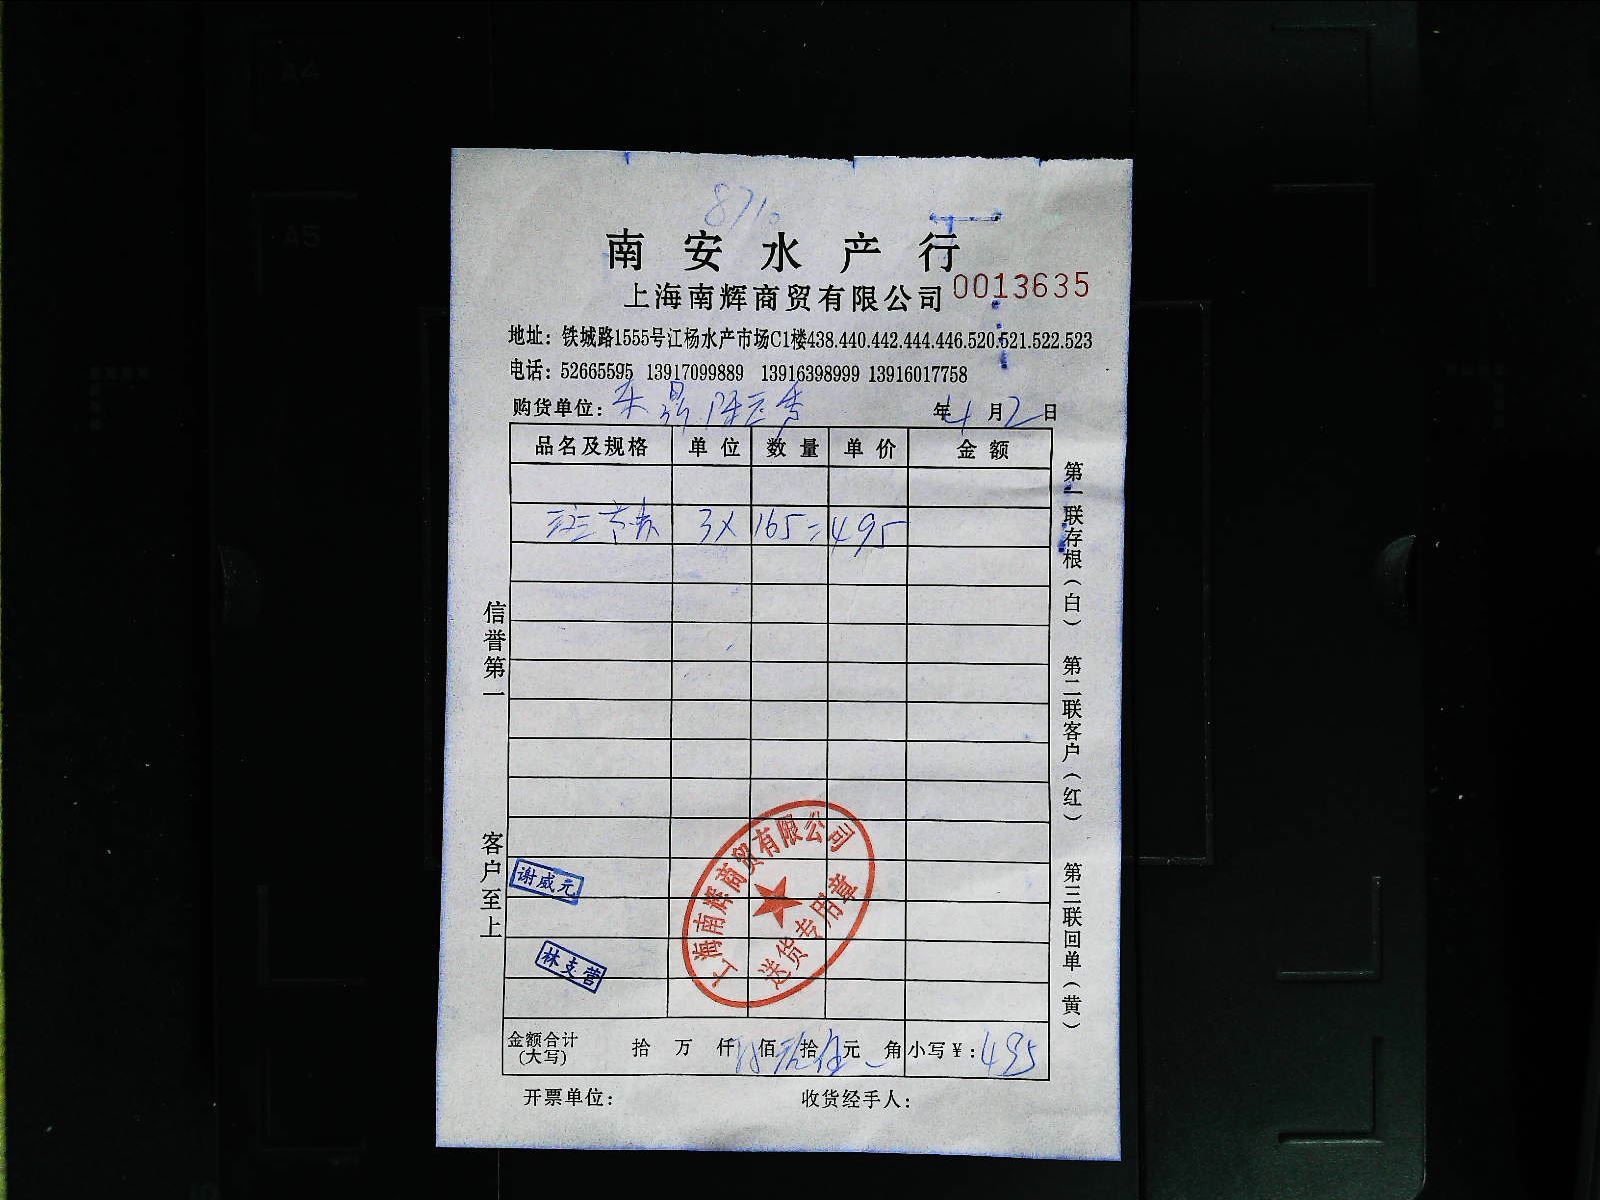 A4
A5
871。
南安水产行
上海南辉商贸有限公司 0013635
地址：铁城路1555号江杨水产市场C1楼438.440.442.444.446.520.521.522.523
电话：52665595 13917099889 13916398999 13916017758
购货单位： 年4月2日
品名及规格 单位 数量 单价 金额
3X 165=495
信誉第一
客户至上
第一联存根（白） 第二联客户（红） 第三联回单（黄）
谢威元
林支营
上海南辉商贸有限公司
送货专用章
金额合计（大写） 拾 万 仟 佰 拾 伍 元 角 小写￥：495
开票单位： 收货经手人：